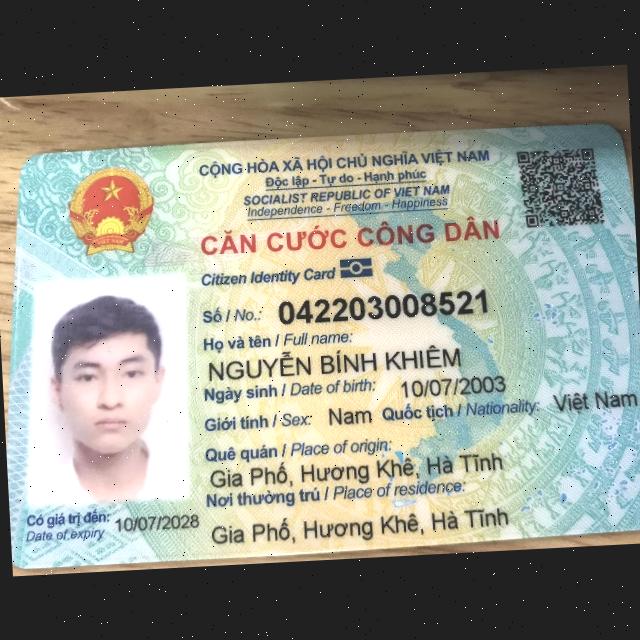 CỘNG HÒA XÃ HỘI CHỦ NGHĨA VIỆT NAM
Độc lập - Tự do - Hạnh phúc
SOCIALIST REPUBLIC OF VIET NAM
Independence - Freedom - Happiness
CĂN CƯỚC CÔNG DÂN
Citizen Identity Card
Số / No.: 042203008521
Họ và tên / Full name:
NGUYỄN BÍNH KHIÊM
Ngày sinh / Date of birth: 10/07/2003
Giới tính / Sex: Nam Quốc tịch / Nationality: Việt Nam
Quê quán / Place of origin:
Gia Phố, Hương Khê, Hà Tĩnh
Nơi thường trú / Place of residence:
Gia Phố, Hương Khê, Hà Tĩnh
Có giá trị đến: 10/07/2028
Date of expiry